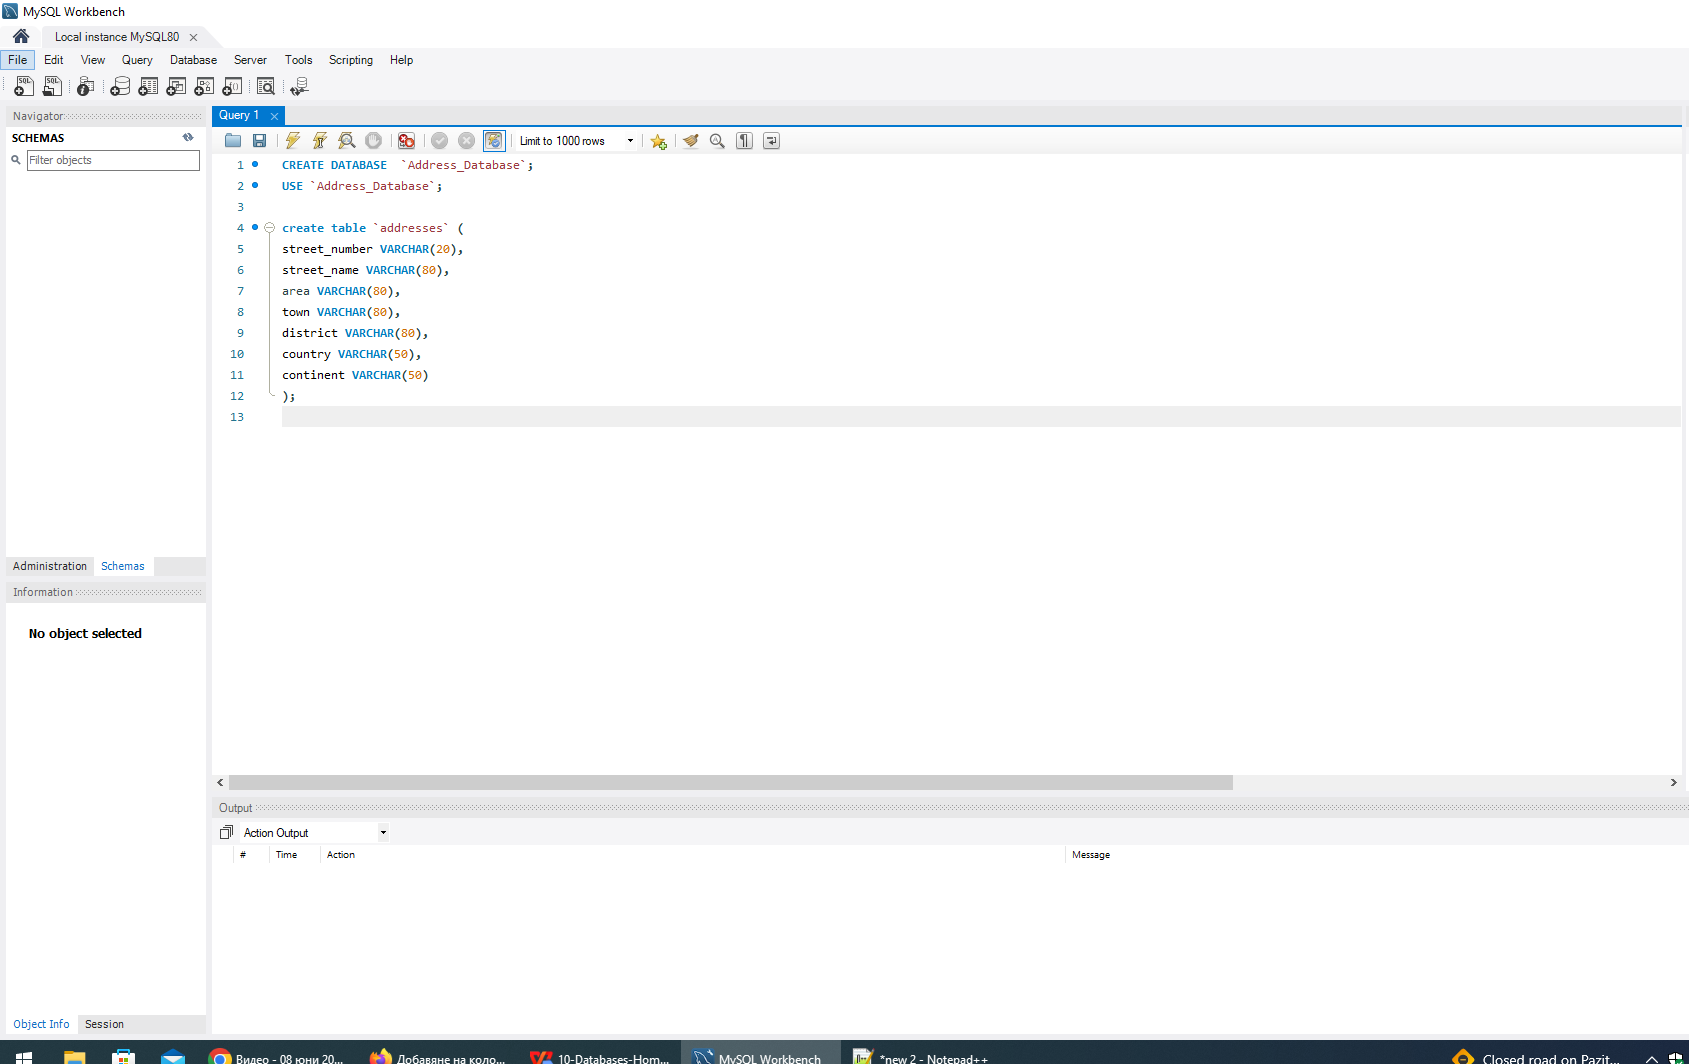 MySQL Workbench
Local instance MySQL80
File Edit View Query Database Server Tools Scripting Help
Navigator
SCHEMAS
Filter objects
Query 1
Limit to 1000 rows
1 CREATE DATABASE `Address_Database`;
2 USE `Address_Database`;
3
4 create table `addresses` (
5 street_number VARCHAR(20),
6 street_name VARCHAR(80),
7 area VARCHAR(80),
8 town VARCHAR(80),
9 district VARCHAR(80),
10 country VARCHAR(50),
11 continent VARCHAR(50)
12 );
13
Administration Schemas
Information
No object selected
Output
Action Output
# Time Action Message
Object Info Session
Видео - 08 юни 20... Добавяне на коло... 10-Databases-Hom... MySQL Workbench *new 2 - Notepad++ Closed road on Pazit...